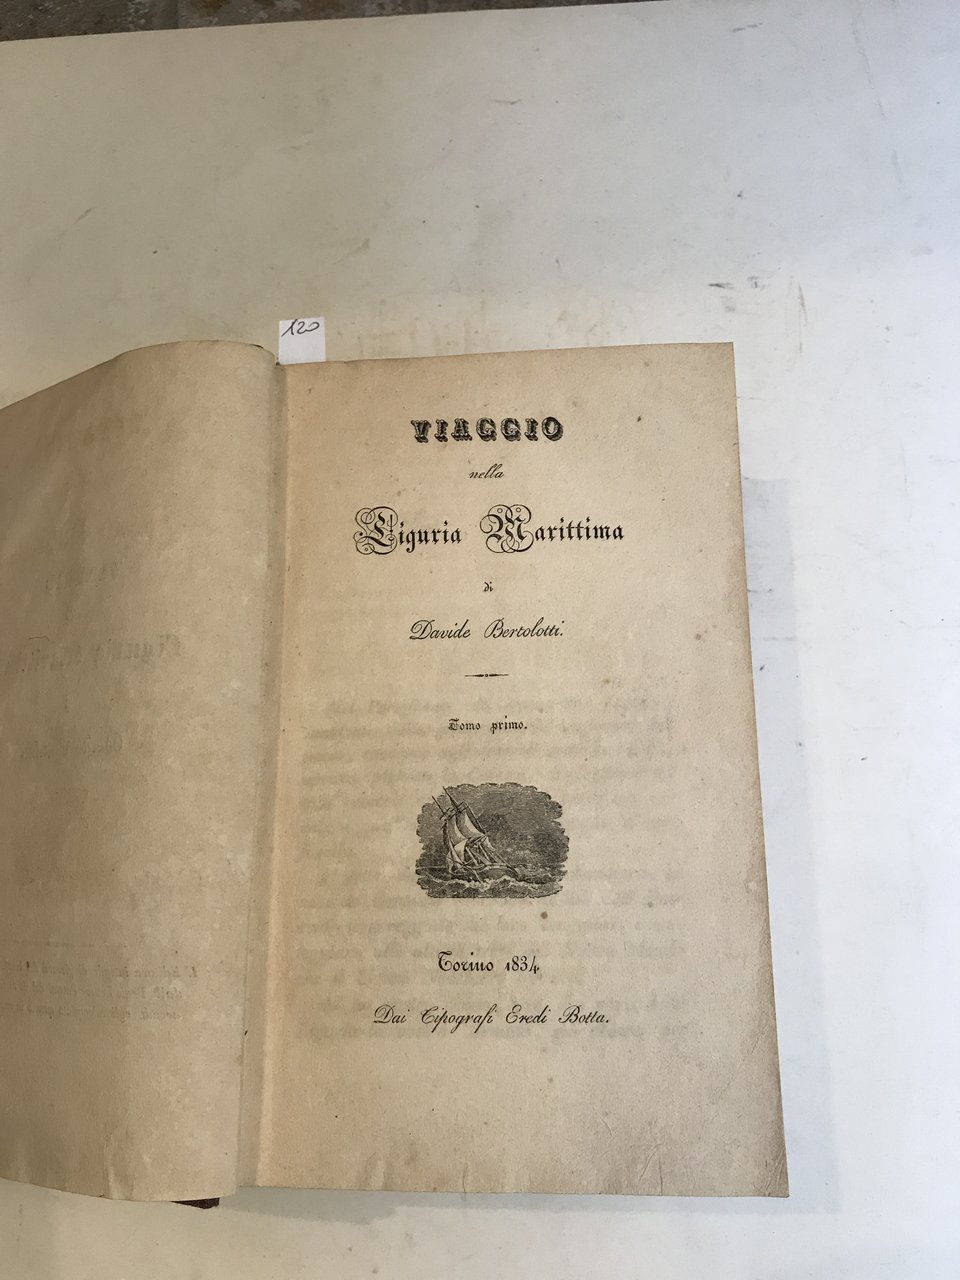 120
VIAGGIO
nella
Liguria Marittima
di
Davide Bertolotti.
Tomo primo.
Torino 1834
Dai Tipografi Eredi Botta.